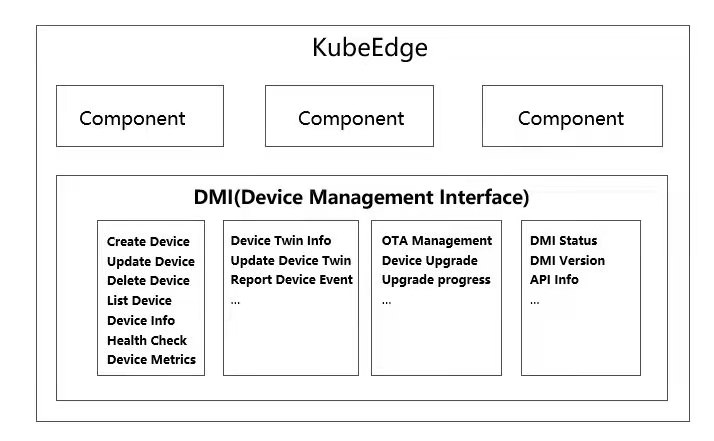 KubeEdge
Component
Component
Component
DMI(Device Management Interface)
Create Device
Update Device
Delete Device
List Device
Device Info
Health Check
Device Metrics
Device Twin Info
Update Device Twin
Report Device Event
...
OTA Management
Device Upgrade
Upgrade progress
...
DMI Status
DMI Version
API Info
...